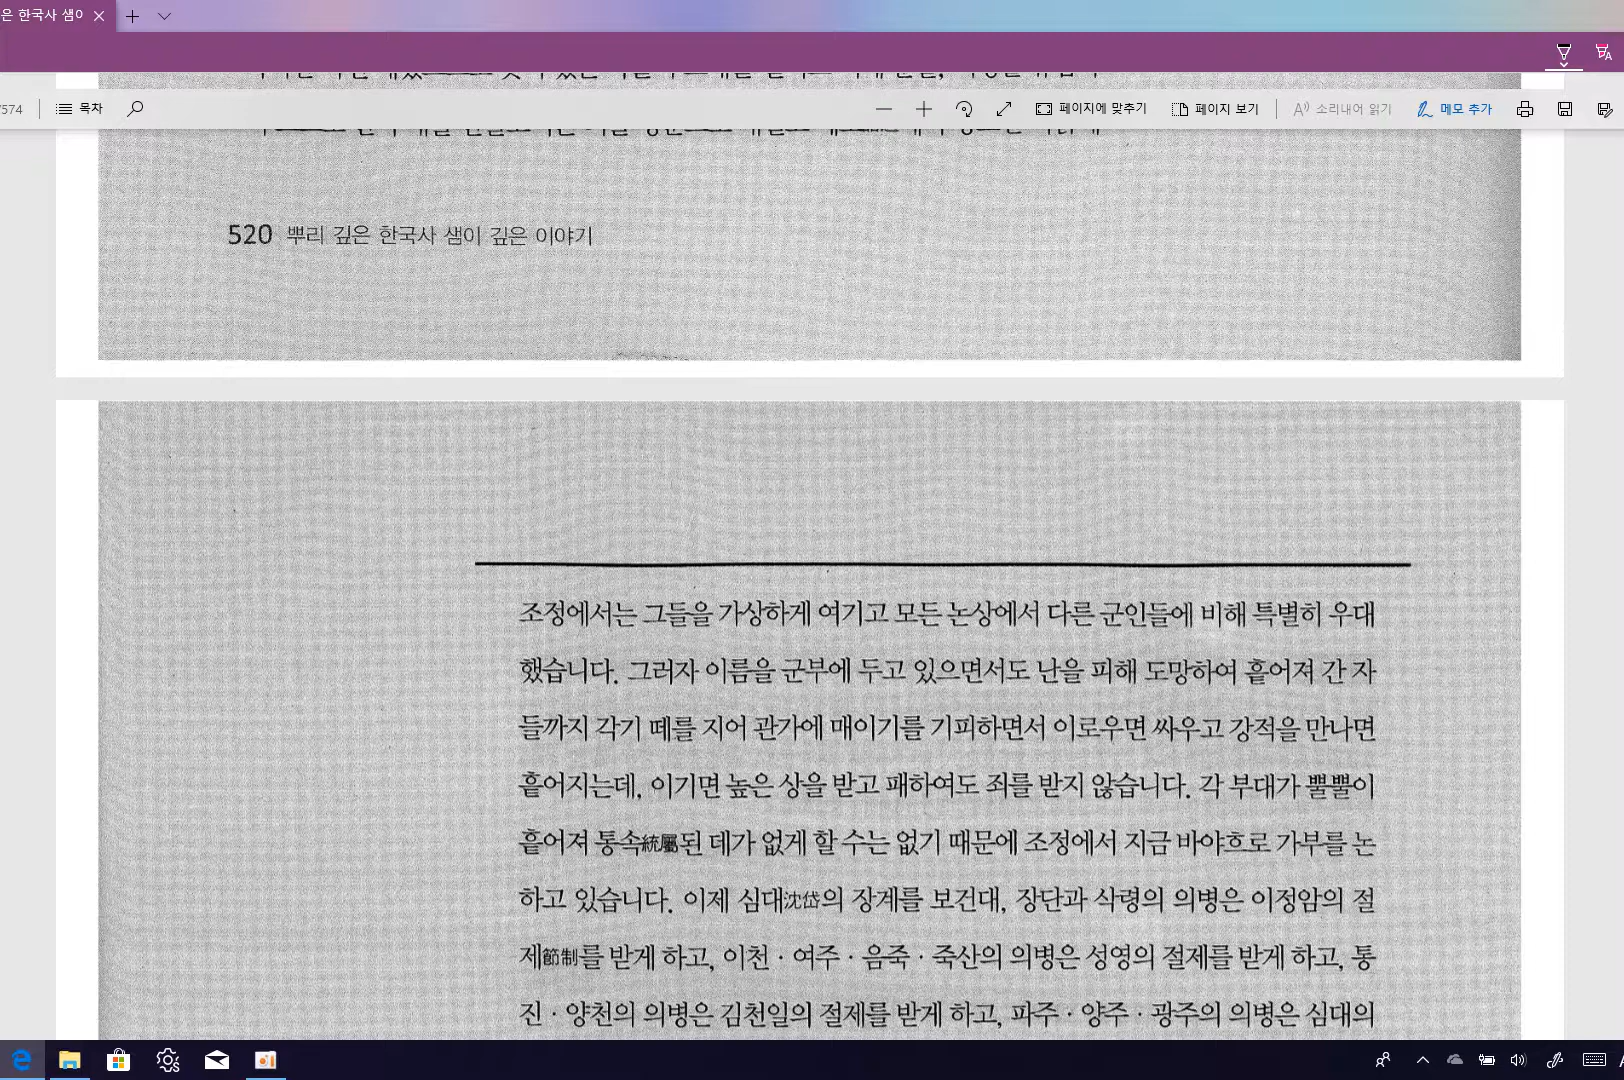 은 한국사 샘이
574
목차
페이지에 맞추기
페이지 보기
소리내어 읽기
메모 추가
520 뿌리 깊은 한국사 샘이 깊은 이야기
조정에서는 그들을 가상하게 여기고 모든 논상에서 다른 군인들에 비해 특별히 우대
했습니다. 그러자 이름을 군부에 두고 있으면서도 난을 피해 도망하여 흩어져 간 자
들까지 각기 떼를 지어 관가에 매이기를 기피하면서 이로우면 싸우고 강적을 만나면
흩어지는데, 이기면 높은 상을 받고 패하여도 죄를 받지 않습니다. 각 부대가 뿔뿔이
흩어져 통속統屬된 데가 없게 할 수는 없기 때문에 조정에서 지금 바야흐로 가부를 논
하고 있습니다. 이제 심대沈岱의 장계를 보건대, 장단과 삭령의 의병은 이정암의 절
제節制를 받게 하고, 이천·여주·음죽·죽산의 의병은 성영의 절제를 받게 하고, 통
진·양천의 의병은 김천일의 절제를 받게 하고, 파주·양주·광주의 의병은 심대의